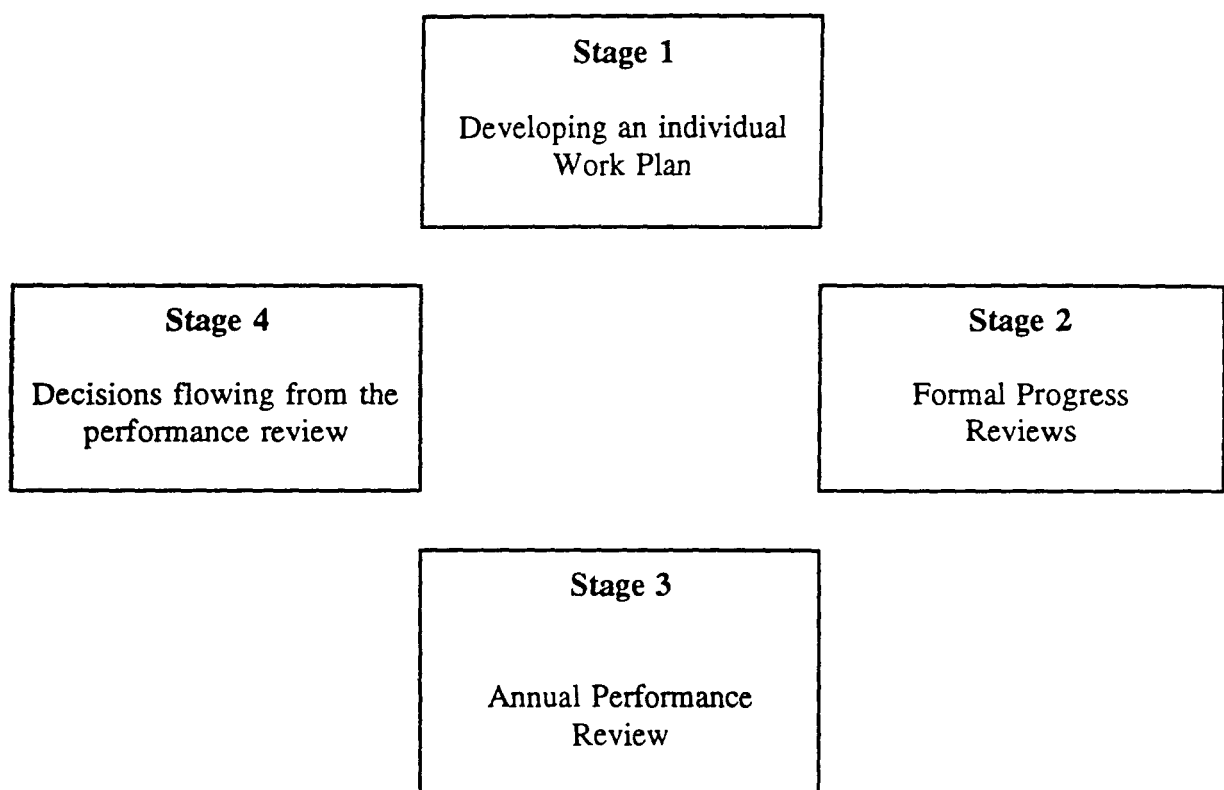 Stage 1
Developing an individual
Work Plan
Stage 4
Decisions flowing from the
performance review
Stage 2
Formal Progress
Reviews
Stage 3
Annual Performance
Review